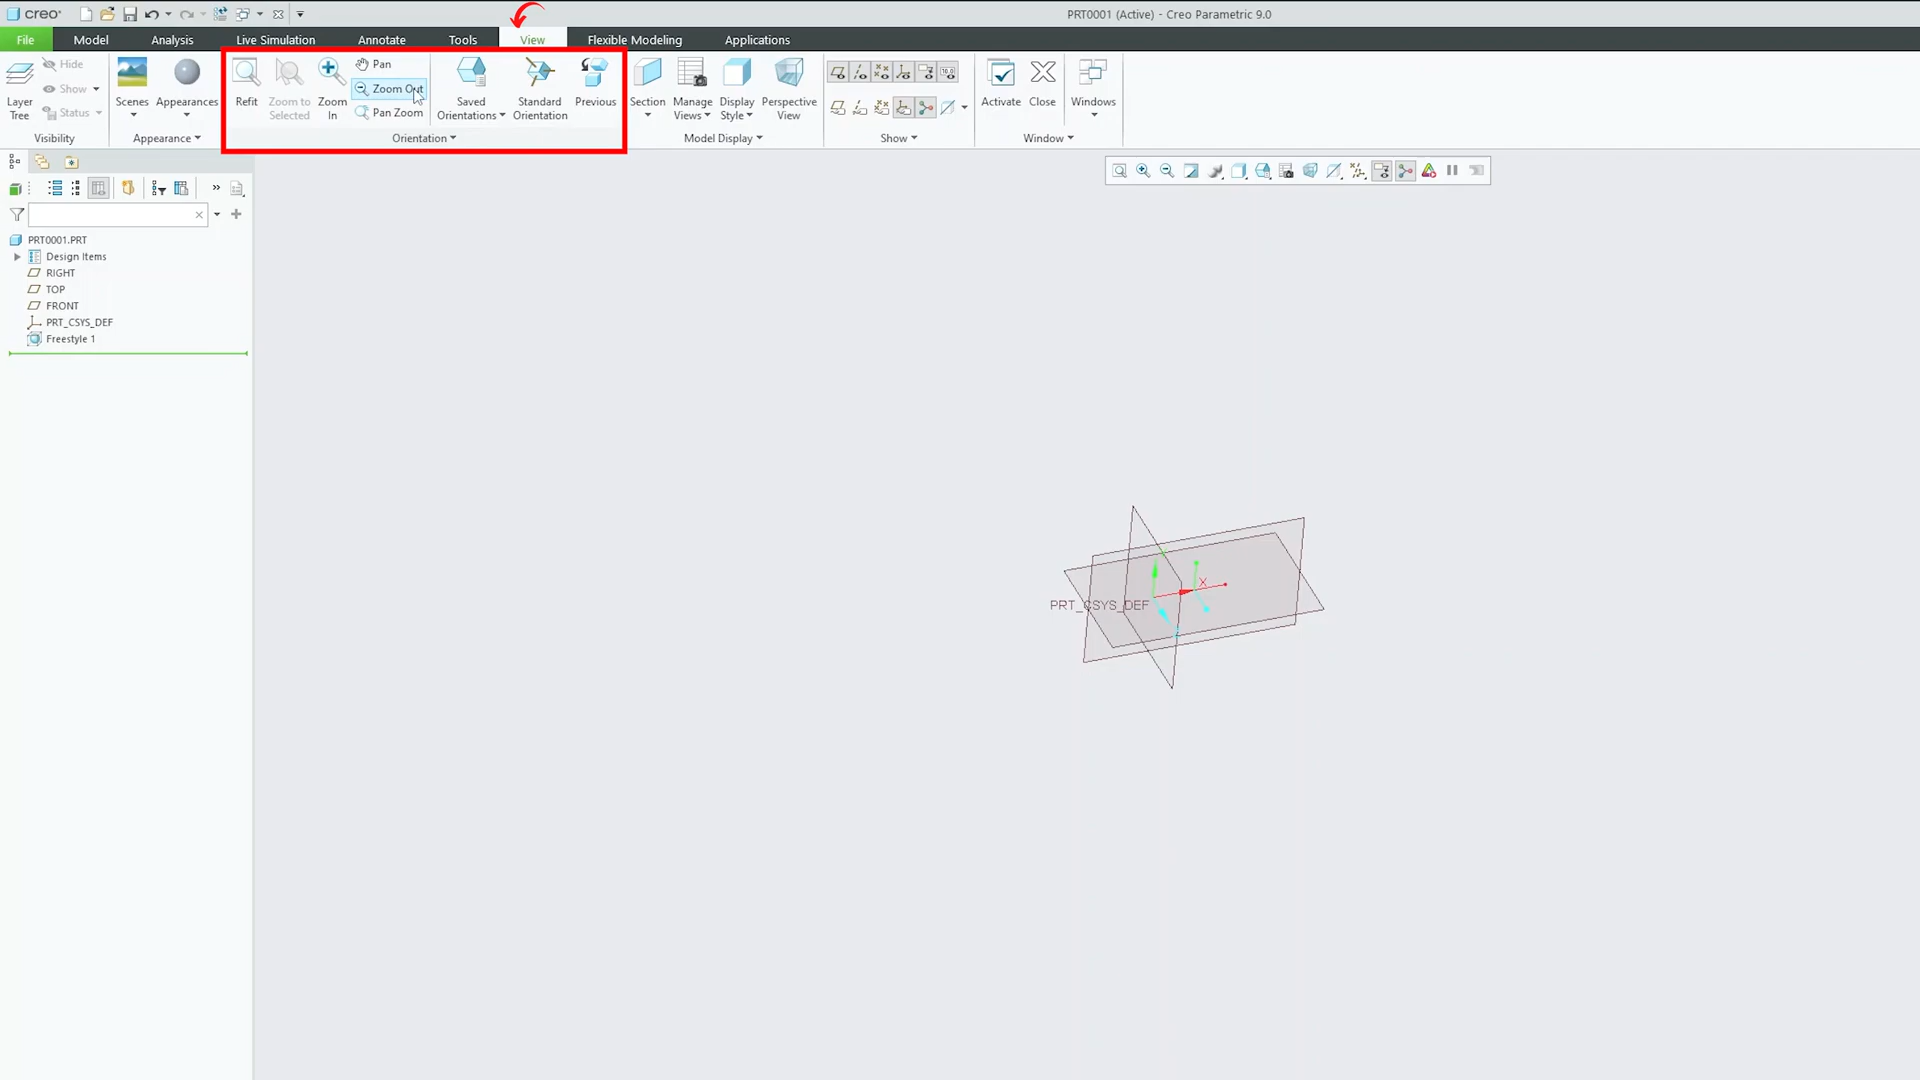 creo
PRT0001 (Active) - Creo Parametric 9.0
File Model Analysis Live Simulation Annotate Tools View Flexible Modeling Applications
Layer Tree
Hide
Show
Status
Visibility
Scenes
Appearances
Appearance
Refit
Zoom to Selected
Zoom In
Pan
Zoom Out
Pan Zoom
Saved Orientations
Standard Orientation
Previous
Orientation
Section
Manage Views
Display Style
Perspective View
Model Display
Show
Activate
Close
Windows
Window
PRT0001.PRT
Design Items
RIGHT
TOP
FRONT
PRT_CSYS_DEF
Freestyle 1
X
PRT_CSYS_DEF